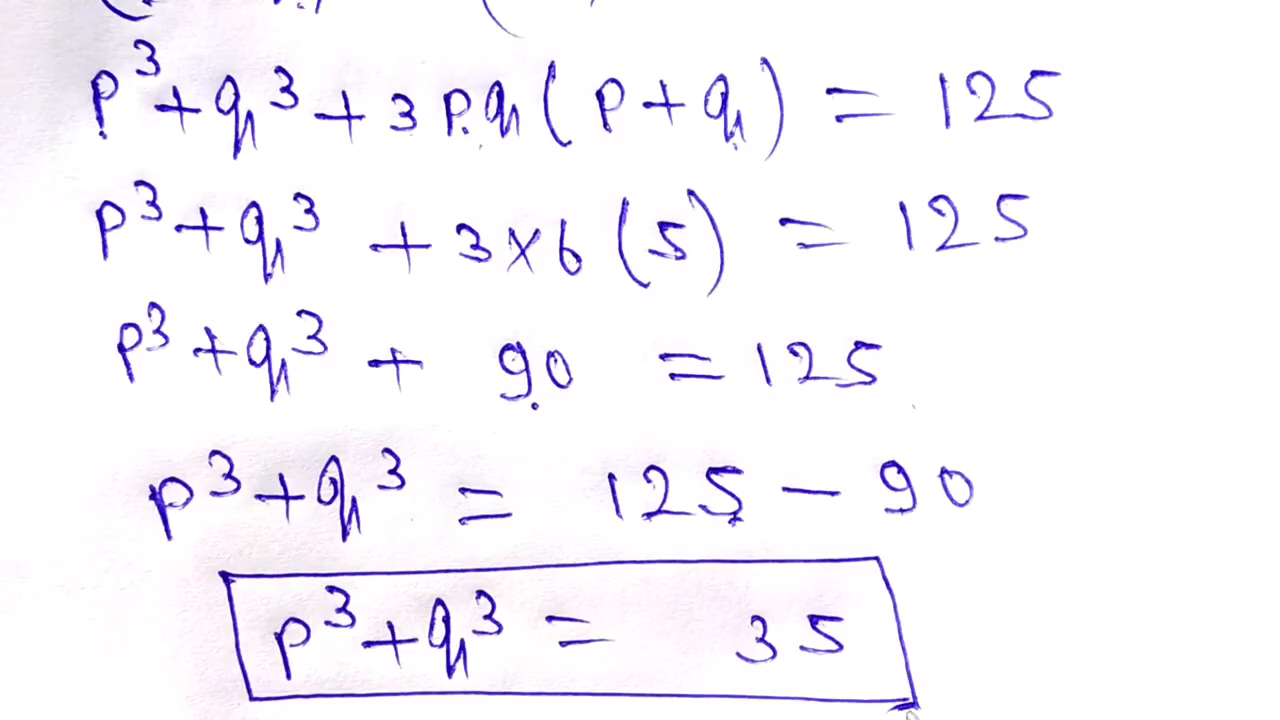 p³+q³+3pq(p+q) = 125
p³+q³ +3×6(5) = 125
p³+q³ + 90 =125
p³+q³ = 125-90
p³+q³ = 35